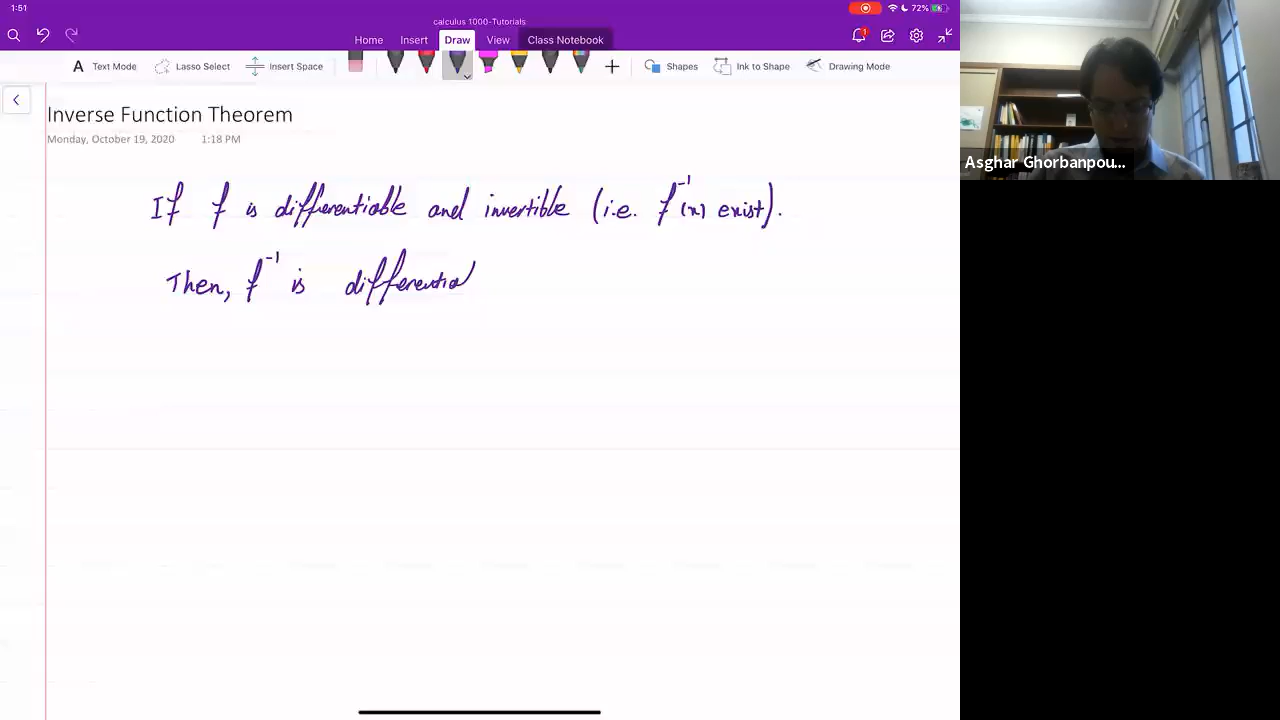 1:51
72%
calculus 1000-Tutorials
Home Insert Draw View Class Notebook
1
A Text Mode Lasso Select Insert Space Shapes Ink to Shape Drawing Mode
Inverse Function Theorem
Monday, October 19, 2020 1:18 PM
If f is differentiable and invertible (i.e. f⁻¹(x) exist).
Then, f⁻¹ is differentia
Asghar Ghorbanpou...